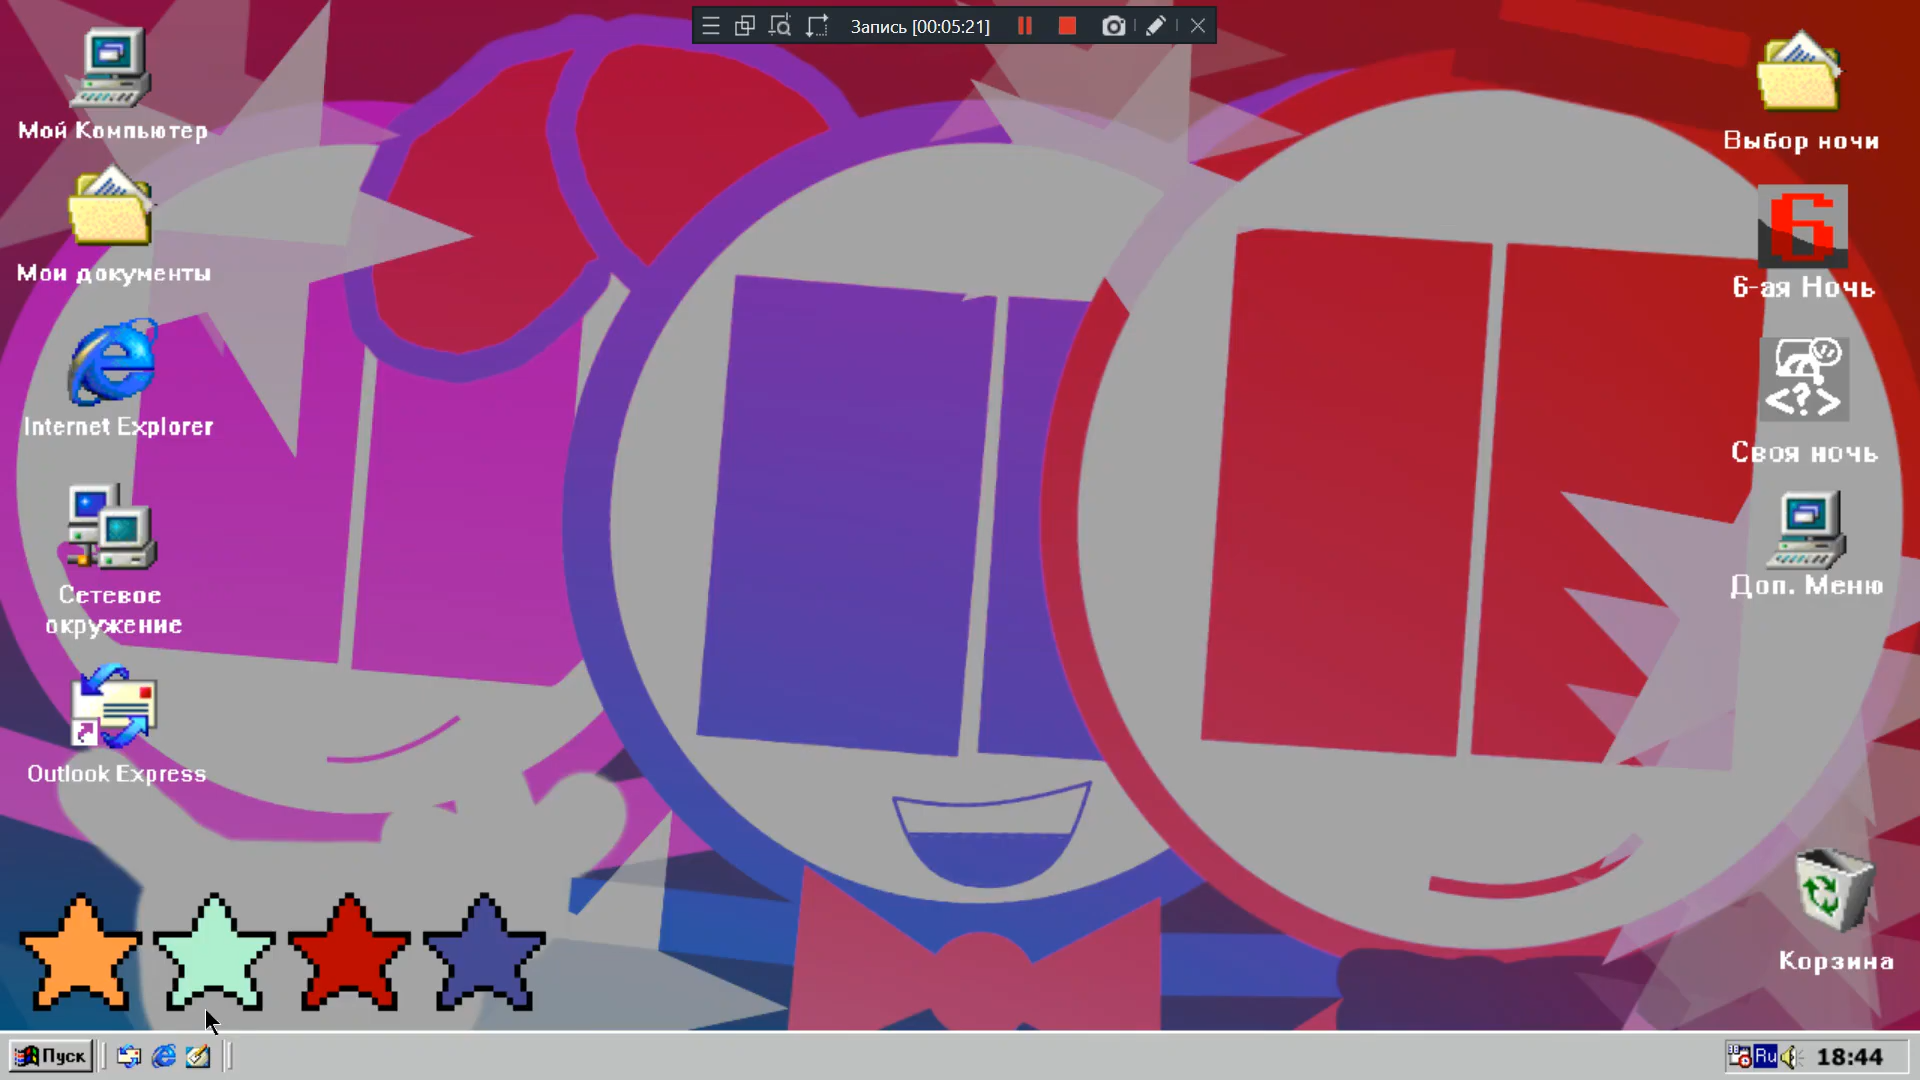 Запись [00:05:21]
Мой Компьютер
Мои документы
Internet Explorer
Сетевое
окружение
Outlook Express
Выбор ночи
6
6-ая Ночь
<?>
Своя ночь
Доп. Меню
Корзина
Пуск
Ru
18:44